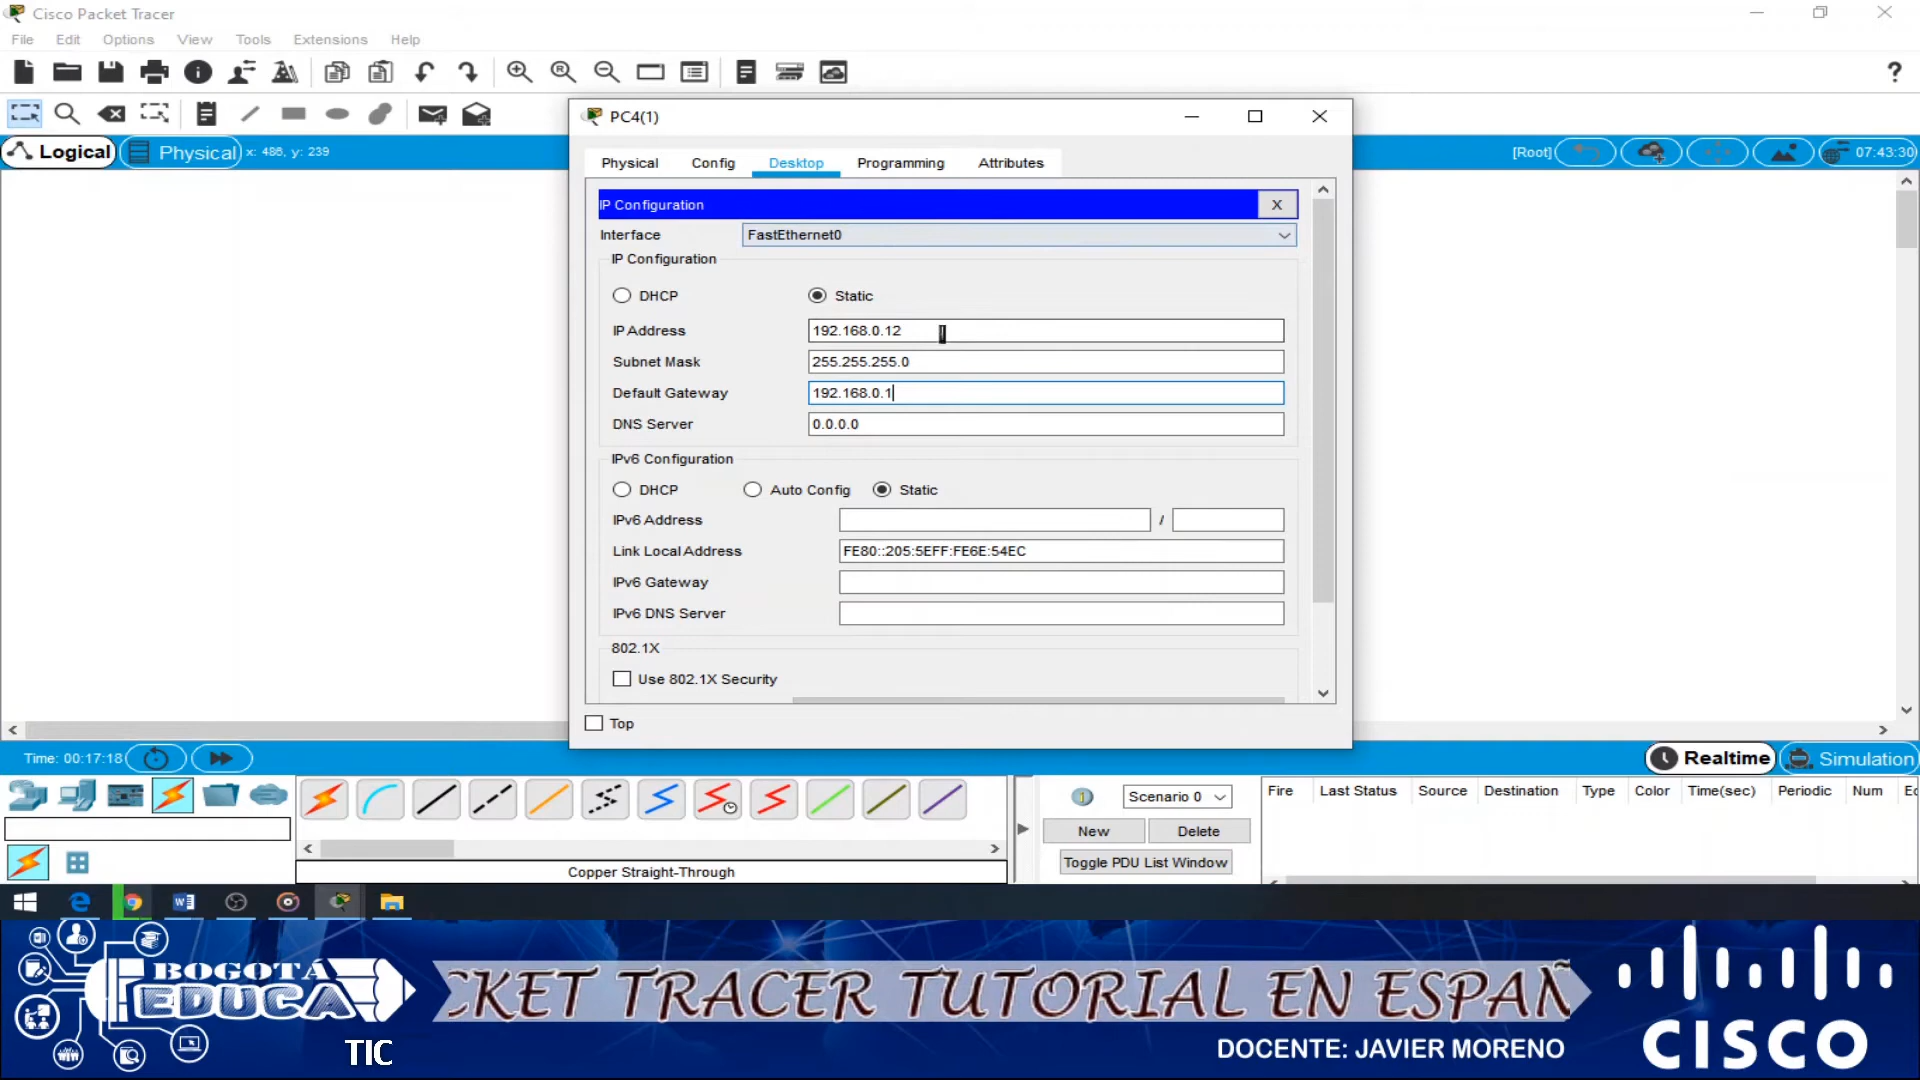 Cisco Packet Tracer
File Edit Options View Tools Extensions Help
?
PC4(1)
Logical Physical x: 486, y: 239
[Root] 07:43:30
Physical Config Desktop Programming Attributes
IP Configuration X
Interface FastEthernet0
IP Configuration
DHCP Static
IP Address 192.168.0.12
Subnet Mask 255.255.255.0
Default Gateway 192.168.0.1
DNS Server 0.0.0.0
IPv6 Configuration
DHCP Auto Config Static
IPv6 Address /
Link Local Address FE80::205:5EFF:FE6E:54EC
IPv6 Gateway
IPv6 DNS Server
802.1X
Use 802.1X Security
Top
Time: 00:17:18
Realtime Simulation
Scenario 0
New Delete
Toggle PDU List Window
Fire Last Status Source Destination Type Color Time(sec) Periodic Num
Copper Straight-Through
BOGOTÁ
EDUCA
TIC
CKET TRACER TUTORIAL EN ESPAÑ
DOCENTE: JAVIER MORENO
CISCO